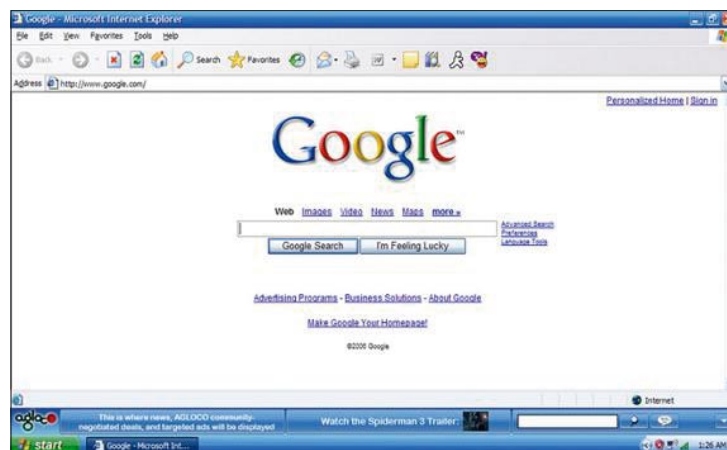 Google - Microsoft Internet Explorer
File Edit View Favorites Tools Help
Back Search Favorites
Address http://www.google.com/
Personalized Home | Sign in
Google™
Web Images Video News Maps more »
Advanced Search
Preferences
Language Tools
Google Search I'm Feeling Lucky
Advertising Programs - Business Solutions - About Google
Make Google Your Homepage!
©2006 Google
Internet
agloco
This is where news, AGLOCO community-
negotiated deals, and targeted ads will be displayed
Watch the Spiderman 3 Trailer:
start Google - Microsoft Int... 1:26 AM